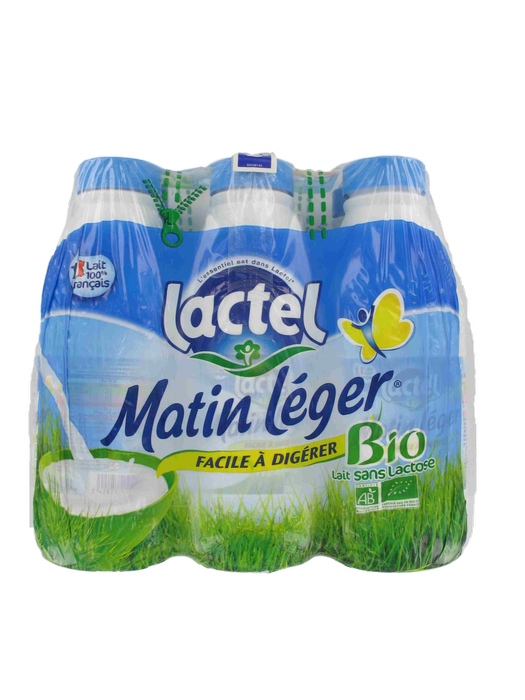 Lait
100%
Français
L'essentiel est dans Lactel
lactel
Matin léger®
FACILE À DIGÉRER
Bio
lait sans lactose
AB